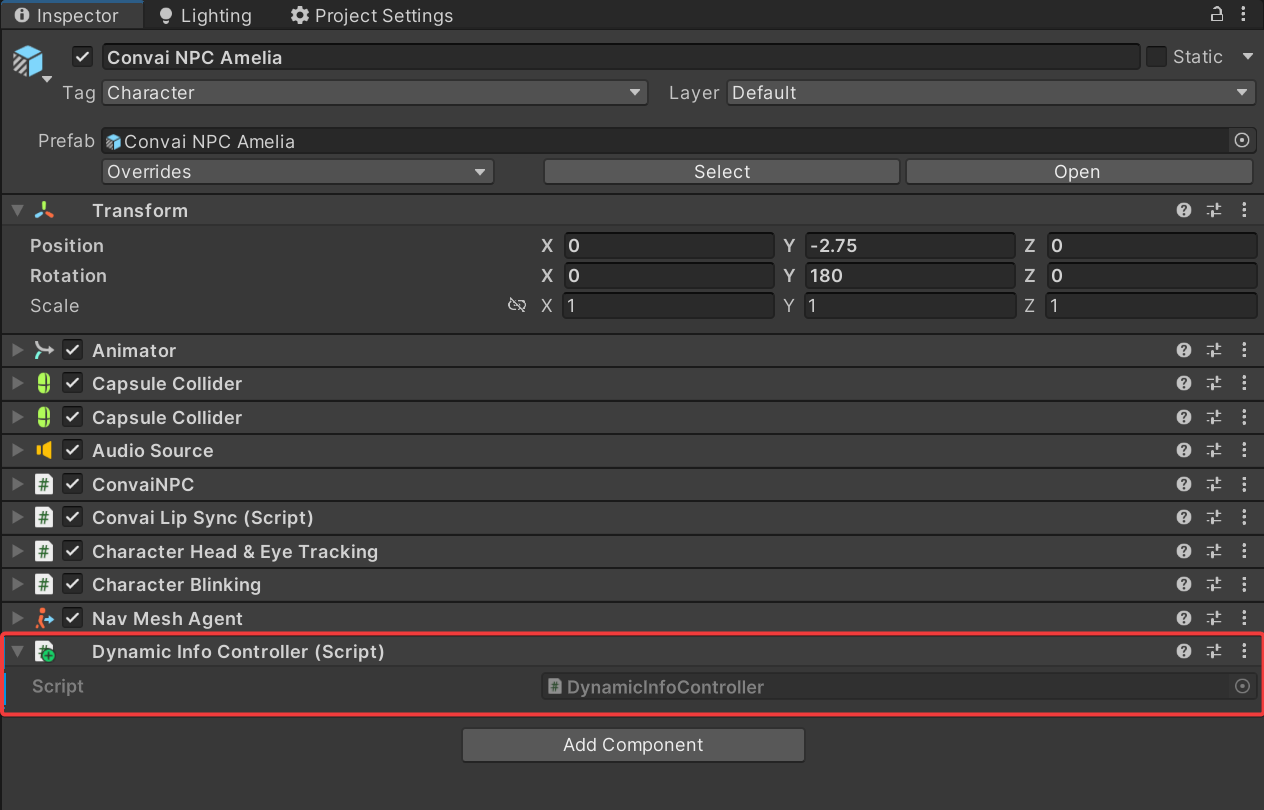 Inspector Lighting Project Settings
Convai NPC Amelia Static
Tag Character Layer Default
Prefab Convai NPC Amelia
Overrides Select Open
Transform
Position X 0 Y -2.75 Z 0
Rotation X 0 Y 180 Z 0
Scale X 1 Y 1 Z 1
Animator
Capsule Collider
Capsule Collider
Audio Source
ConvaiNPC
Convai Lip Sync (Script)
Character Head & Eye Tracking
Character Blinking
Nav Mesh Agent
Dynamic Info Controller (Script)
Script DynamicInfoController
Add Component